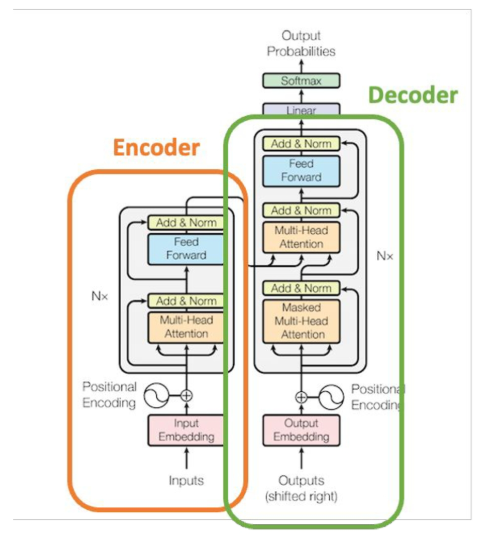 Output
Probabilities
Softmax
Linear
Decoder
Add & Norm
Feed
Forward
Add & Norm
Multi-Head
Attention
Nx
Add & Norm
Masked
Multi-Head
Attention
Positional
Encoding
Output
Embedding
Outputs
(shifted right)
Encoder
Add & Norm
Feed
Forward
Nx
Add & Norm
Multi-Head
Attention
Positional
Encoding
Input
Embedding
Inputs